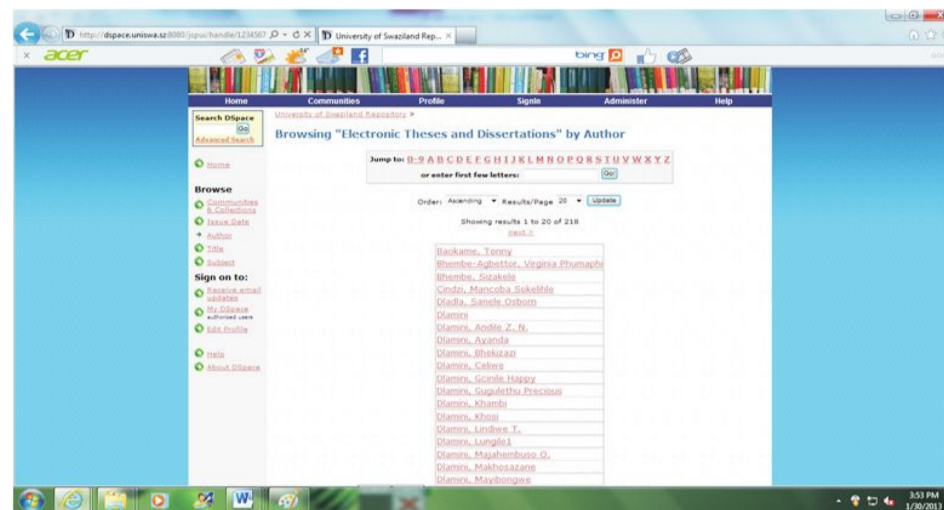 http://dspace.uniswa.sz:8080/jspui/handle/1234567
University of Swaziland Rep...
acer
bing
Home Communities Profile Signin Administer Help
University of Swaziland Repository >
Search DSpace
Go
Advanced Search
Home
Browse
Communities
& Collections
Issue Date
Author
Title
Subject
Sign on to:
Receive email
updates
My DSpace
authorized users
Edit Profile
Help
About DSpace
Browsing "Electronic Theses and Dissertations" by Author
Jump to: 0-9 A B C D E F G H I J K L M N O P Q R S T U V W X Y Z
or enter first few letters: Go!
Order: Ascending Results/Page 20 Update
Showing results 1 to 20 of 218
next >
Baokame, Tonny
Bhembe-Agbettor, Virginia Phumaphi
Bhembe, Sizakele
Cindzi, Mancoba Sokelihle
Dladla, Sanele Osborn
Dlamini
Dlamini, Andile Z. N.
Dlamini, Ayanda
Dlamini, Bhekizazi
Dlamini, Celiwe
Dlamini, Gcinile Happy
Dlamini, Gugulethu Precious
Dlamini, Khambi
Dlamini, Khosi
Dlamini, Lindiwe T.
Dlamini, Lungile1
Dlamini, Majahembuso O.
Dlamini, Makhosazane
Dlamini, Mayibongwe
3:53 PM
1/30/2013